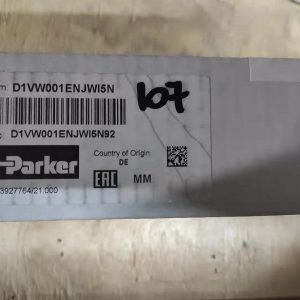 D1VW001ENJWI5N
107
D1VW001ENJWI5N92
Parker
Country of Origin:
DE
EAC MM
3927764/21.000